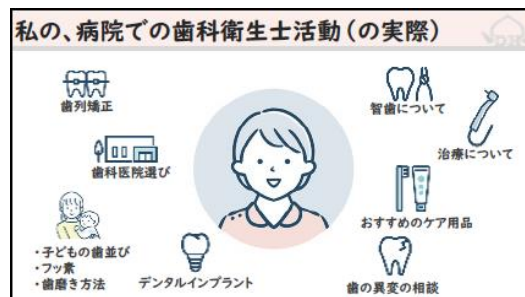 私の、病院での歯科衛生士活動(の実際)
歯列矯正
歯科医院選び
・子どもの歯並び
・フッ素
・歯磨き方法
デンタルインプラント
智歯について
治療について
おすすめのケア用品
歯の異変の相談